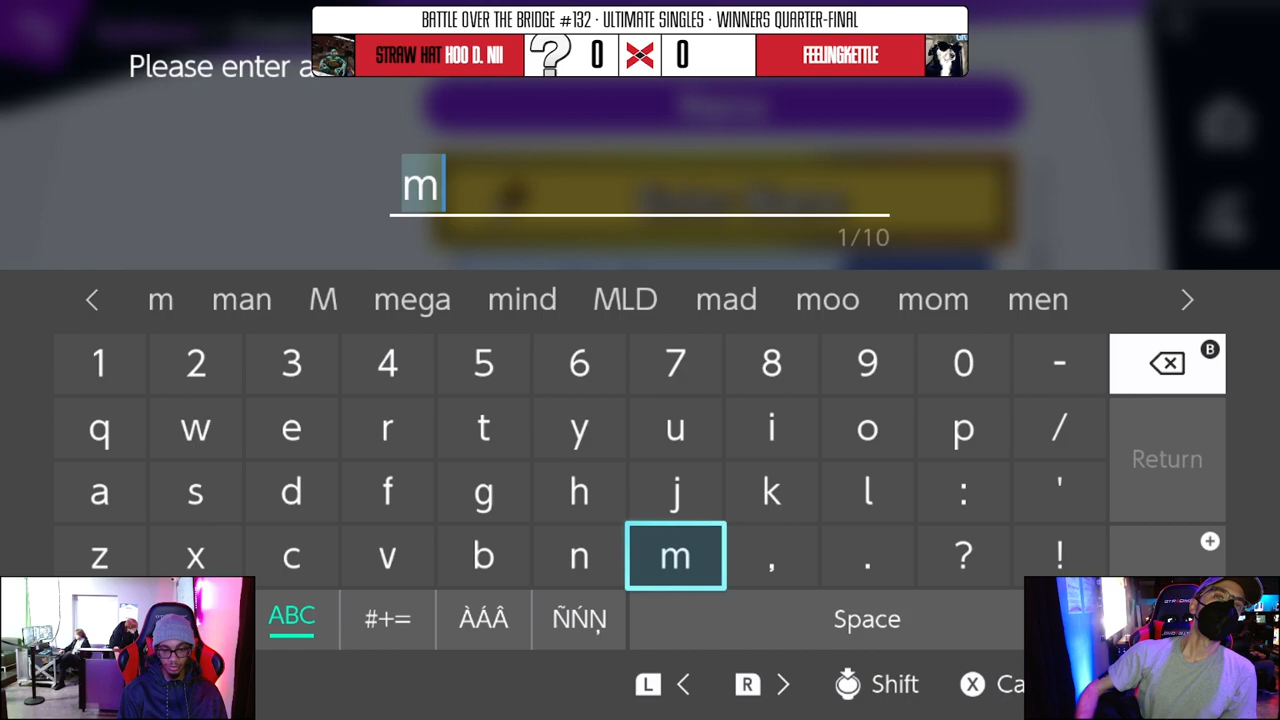 BATTLE OVER THE BRIDGE #132 · ULTIMATE SINGLES · WINNERS QUARTER-FINAL
STRAW HAT HOO D. NII ? 0 0 FEELINGKETTLE
Please enter a
m
1/10
< m man M mega mind MLD mad moo mom men >
1 2 3 4 5 6 7 8 9 0 - B
q w e r t y u i o p /
Return
a s d f g h j k l : '
z x c v b n m , . ? ! +
ABC #+= ÀÁÂ ÑŃŅ Space
L < R > Shift X Ca